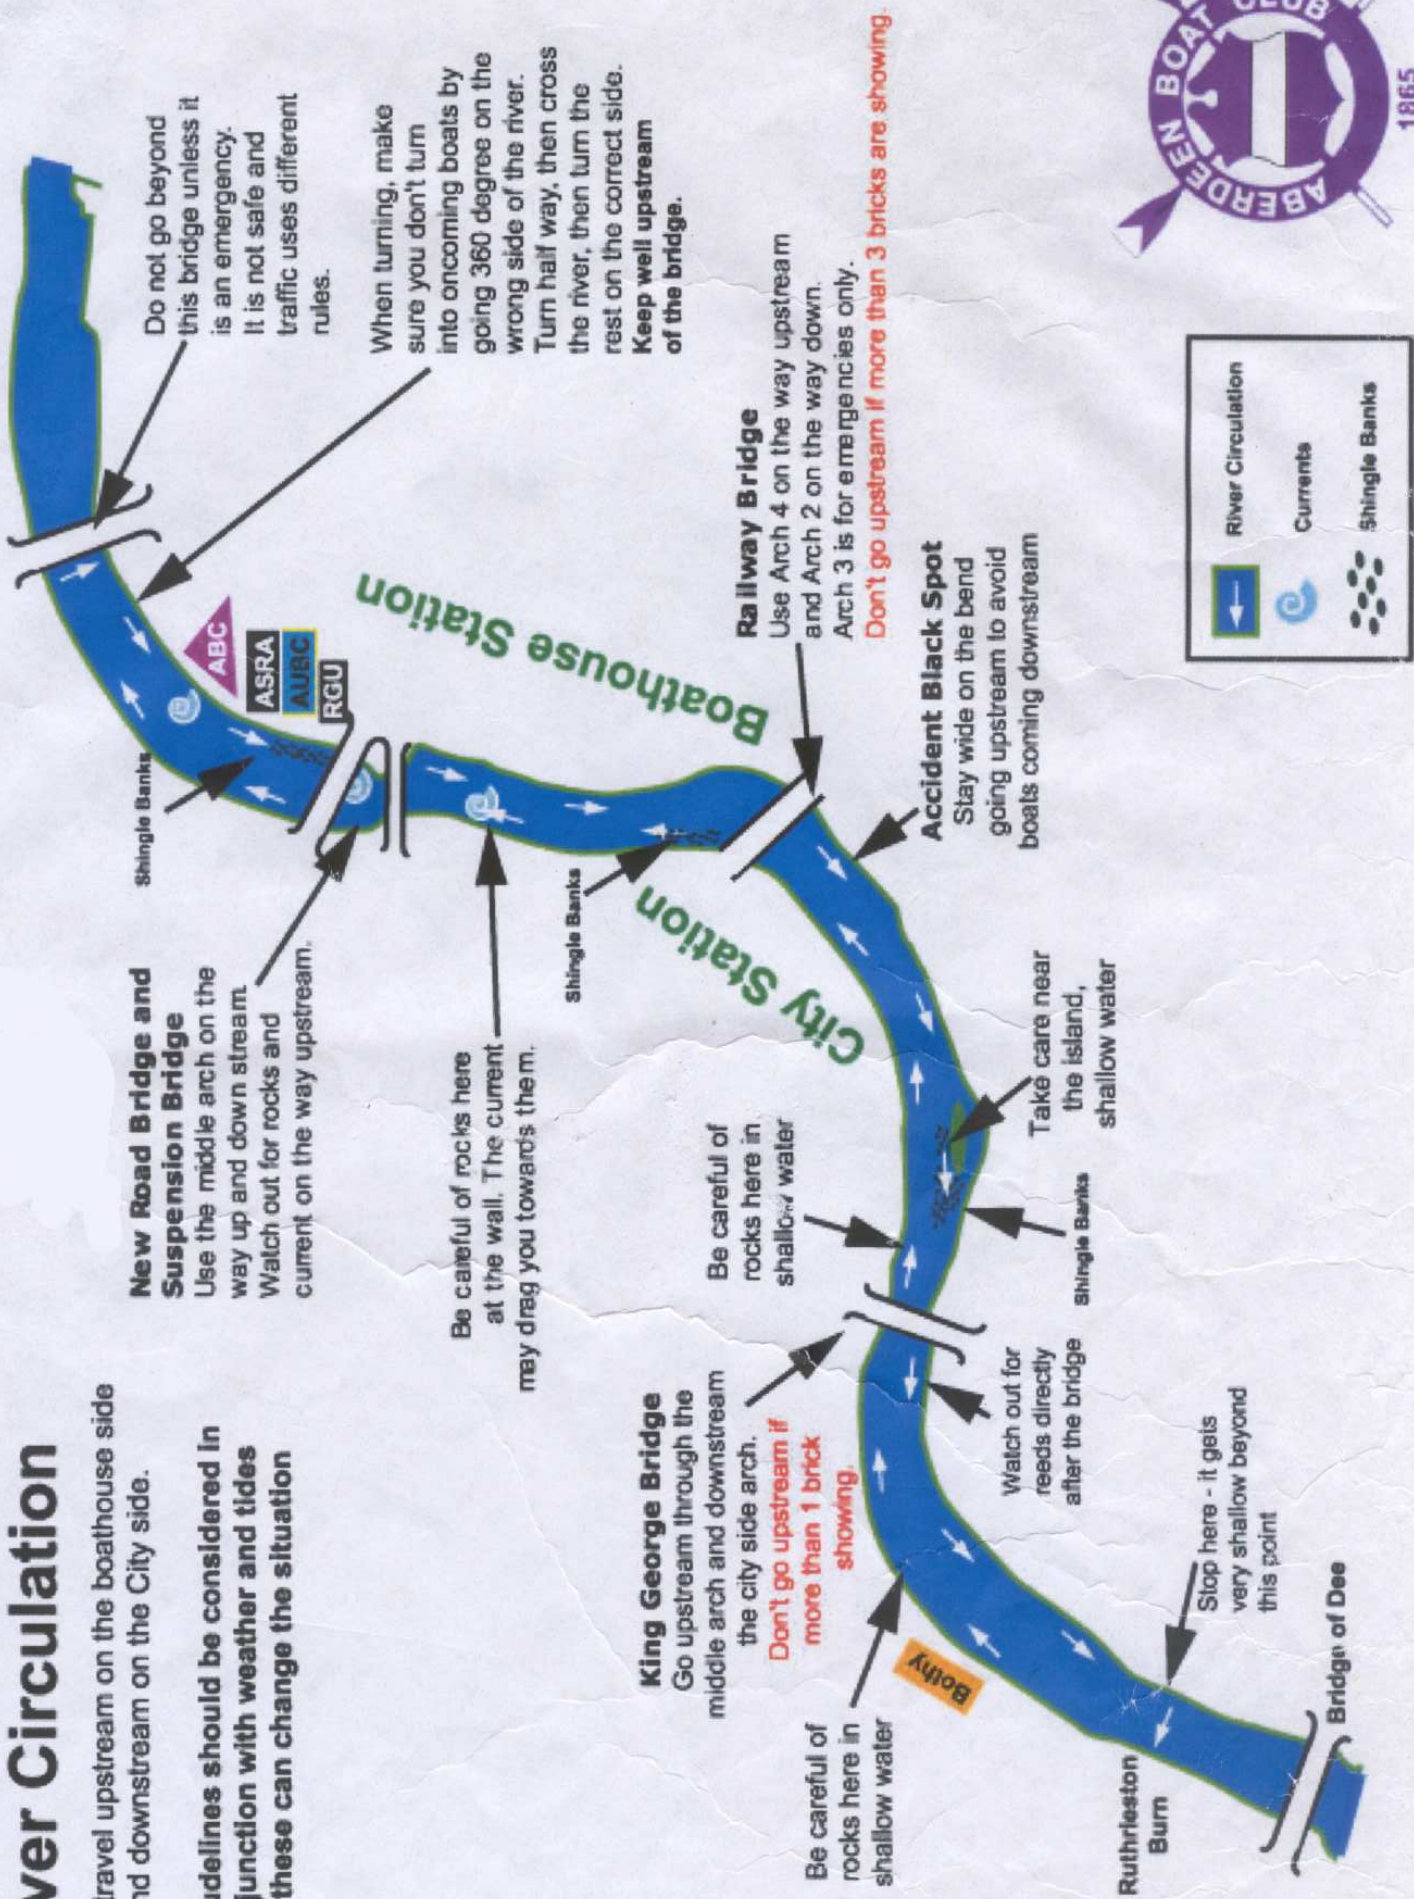 ver Circulation
travel upstream on the boathouse side
nd downstream on the City side.
udelines should be considered in
junction with weather and tides
these can change the situation
New Road Bridge and
Suspension Bridge
Use the middle arch on the
way up and down stream.
Watch out for rocks and
current on the way upstream.
Shingle Banks
Do not go beyond
this bridge unless it
is an emergency.
It is not safe and
traffic uses different
rules.
When turning, make
sure you don't turn
into oncoming boats by
going 360 degree on the
wrong side of the river.
Turn half way, then cross
the river, then turn the
rest on the correct side.
Keep well upstream
of the bridge.
ABC
ASRA
AUBC
RGU
Boathouse Station
Be careful of rocks here
at the wall. The current
may drag you towards them.
Shingle Banks
City Station
Railway Bridge
Use Arch 4 on the way upstream
and Arch 2 on the way down.
Arch 3 is for emergencies only.
Don't go upstream if more than 3 bricks are showing.
Accident Black Spot
Stay wide on the bend
going upstream to avoid
boats coming downstream
King George Bridge
Go upstream through the
middle arch and downstream
the city side arch.
Don't go upstream if
more than 1 brick
showing.
Be careful of
rocks here in
shallow water
Take care near
the island,
shallow water
Shingle Banks
Watch out for
reeds directly
after the bridge
Be careful of
rocks here in
shallow water
Bothy
Stop here - it gets
very shallow beyond
this point
Ruthrieston
Burn
Bridge of Dee
River Circulation
Currents
Shingle Banks
ABERDEEN BOAT CLUB
1865